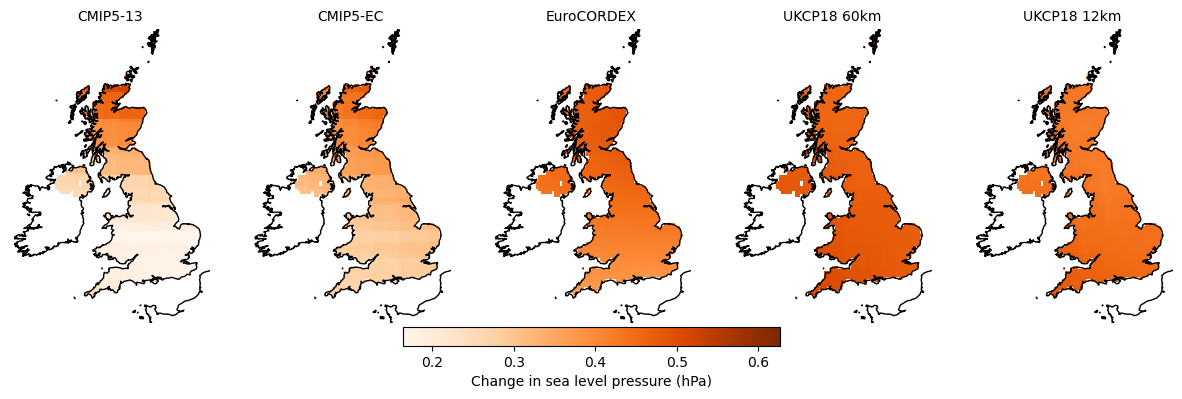 CMIP5-13 CMIP5-EC EuroCORDEX UKCP18 60km UKCP18 12km
0.2 0.3 0.4 0.5 0.6
Change in sea level pressure (hPa)